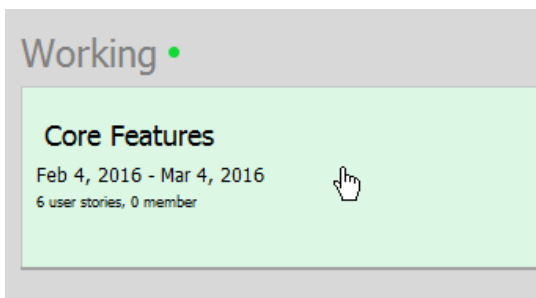 Working
Core Features
Feb 4, 2016 - Mar 4, 2016
6 user stories, 0 member